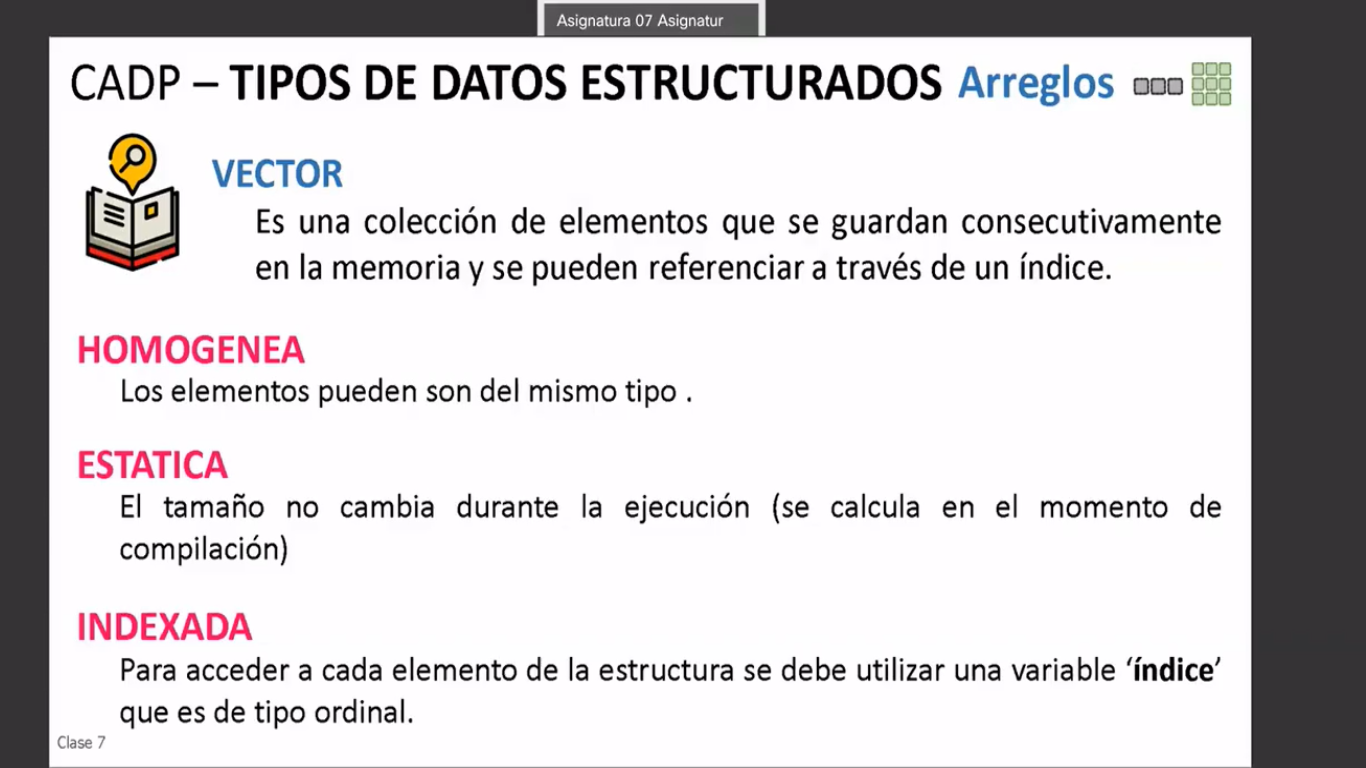 Asignatura 07 Asignatur
CADP – TIPOS DE DATOS ESTRUCTURADOS Arreglos
VECTOR
Es una colección de elementos que se guardan consecutivamente
en la memoria y se pueden referenciar a través de un índice.
HOMOGENEA
Los elementos pueden son del mismo tipo .
ESTATICA
El tamaño no cambia durante la ejecución (se calcula en el momento de
compilación)
INDEXADA
Para acceder a cada elemento de la estructura se debe utilizar una variable ‘índice’
que es de tipo ordinal.
Clase 7